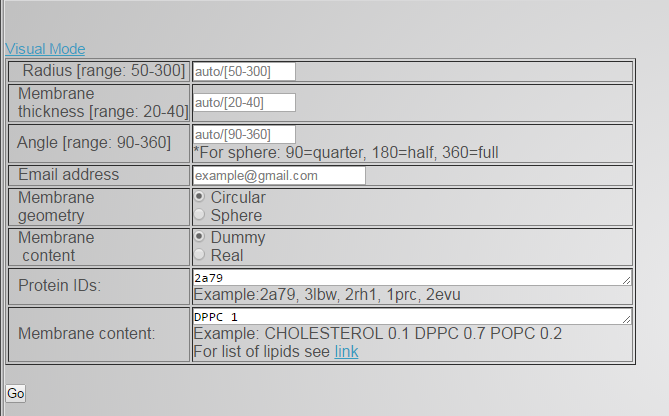 Visual Mode
Radius [range: 50-300] auto/[50-300]
Membrane
thickness [range: 20-40] auto/[20-40]
Angle [range: 90-360] auto/[90-360]
*For sphere: 90=quarter, 180=half, 360=full
Email address example@gmail.com
Membrane
geometry
Circular
Sphere
Membrane
content
Dummy
Real
Protein IDs:
2a79
Example:2a79, 3lbw, 2rh1, 1prc, 2evu
Membrane content:
DPPC 1
Example: CHOLESTEROL 0.1 DPPC 0.7 POPC 0.2
For list of lipids see link
Go